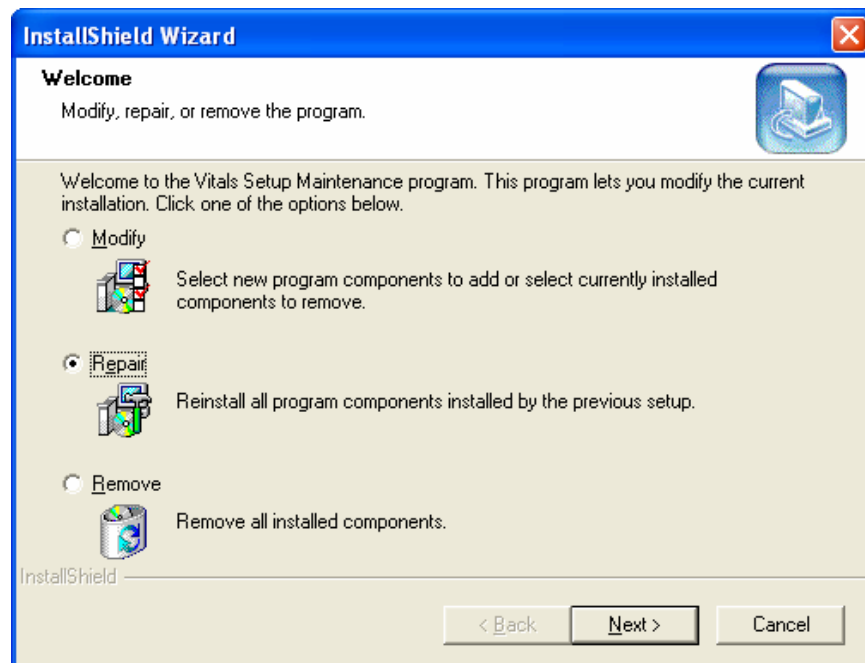 InstallShield Wizard
Welcome
Modify, repair, or remove the program.
Welcome to the Vitals Setup Maintenance program. This program lets you modify the current
installation. Click one of the options below.
Modify
Select new program components to add or select currently installed
components to remove.
Repair
Reinstall all program components installed by the previous setup.
Remove
Remove all installed components.
InstallShield
< Back
Next >
Cancel